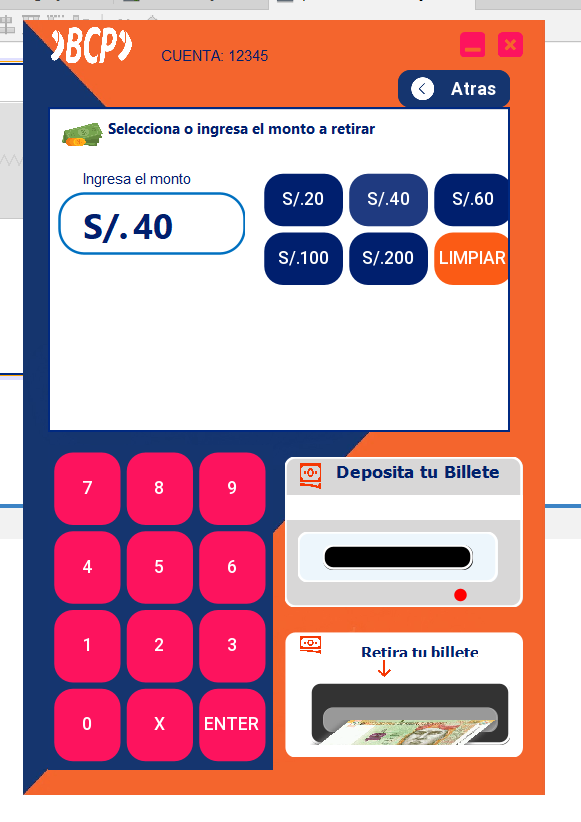 BCP
CUENTA: 12345
Atras
Selecciona o ingresa el monto a retirar
Ingresa el monto
S/. 40
S/.20 S/.40 S/.60
S/.100 S/.200 LIMPIAR
7 8 9
4 5 6
1 2 3
0 X ENTER
Deposita tu Billete
Retira tu billete